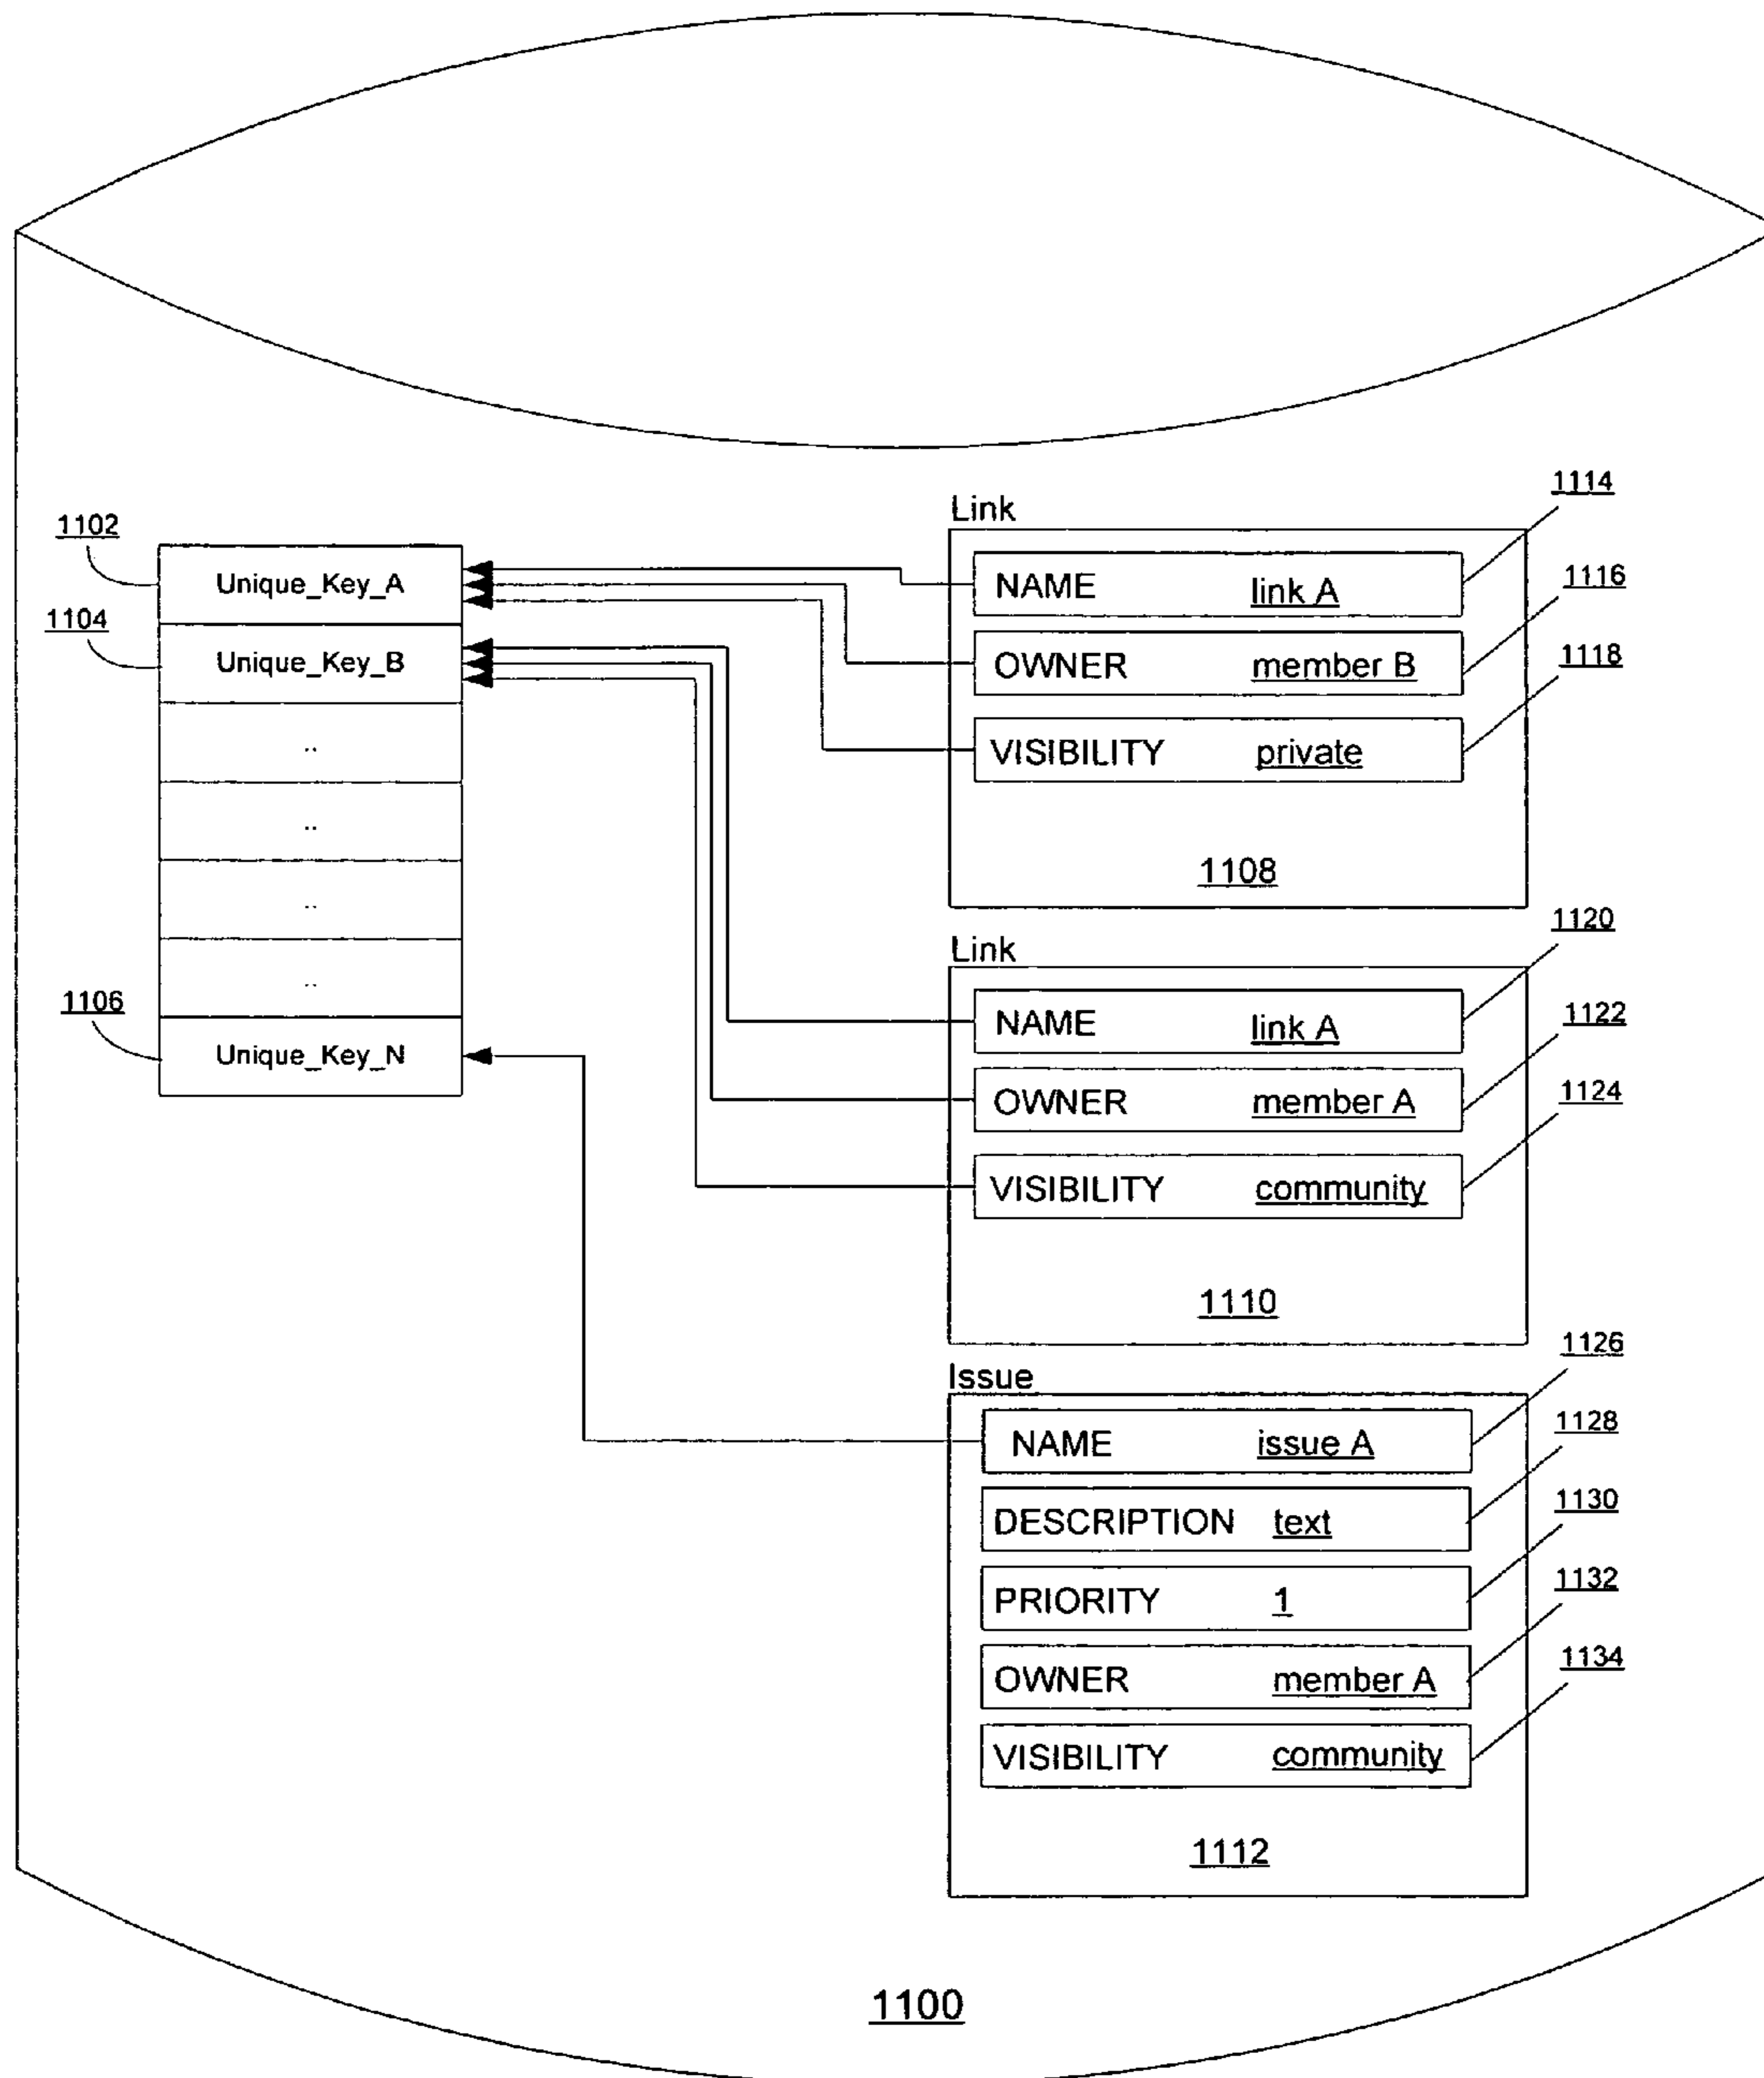 Link
1114
1102
Unique_Key_A
NAME link A
1116
1104
Unique_Key_B
OWNER member B
1118
..
VISIBILITY private
..
1108
..
1120
Link
..
1106
NAME link A
1122
Unique_Key_N
OWNER member A
1124
VISIBILITY community
1110
1126
Issue
1128
NAME issue A
1130
DESCRIPTION text
1132
PRIORITY 1
1134
OWNER member A
VISIBILITY community
1112
1100